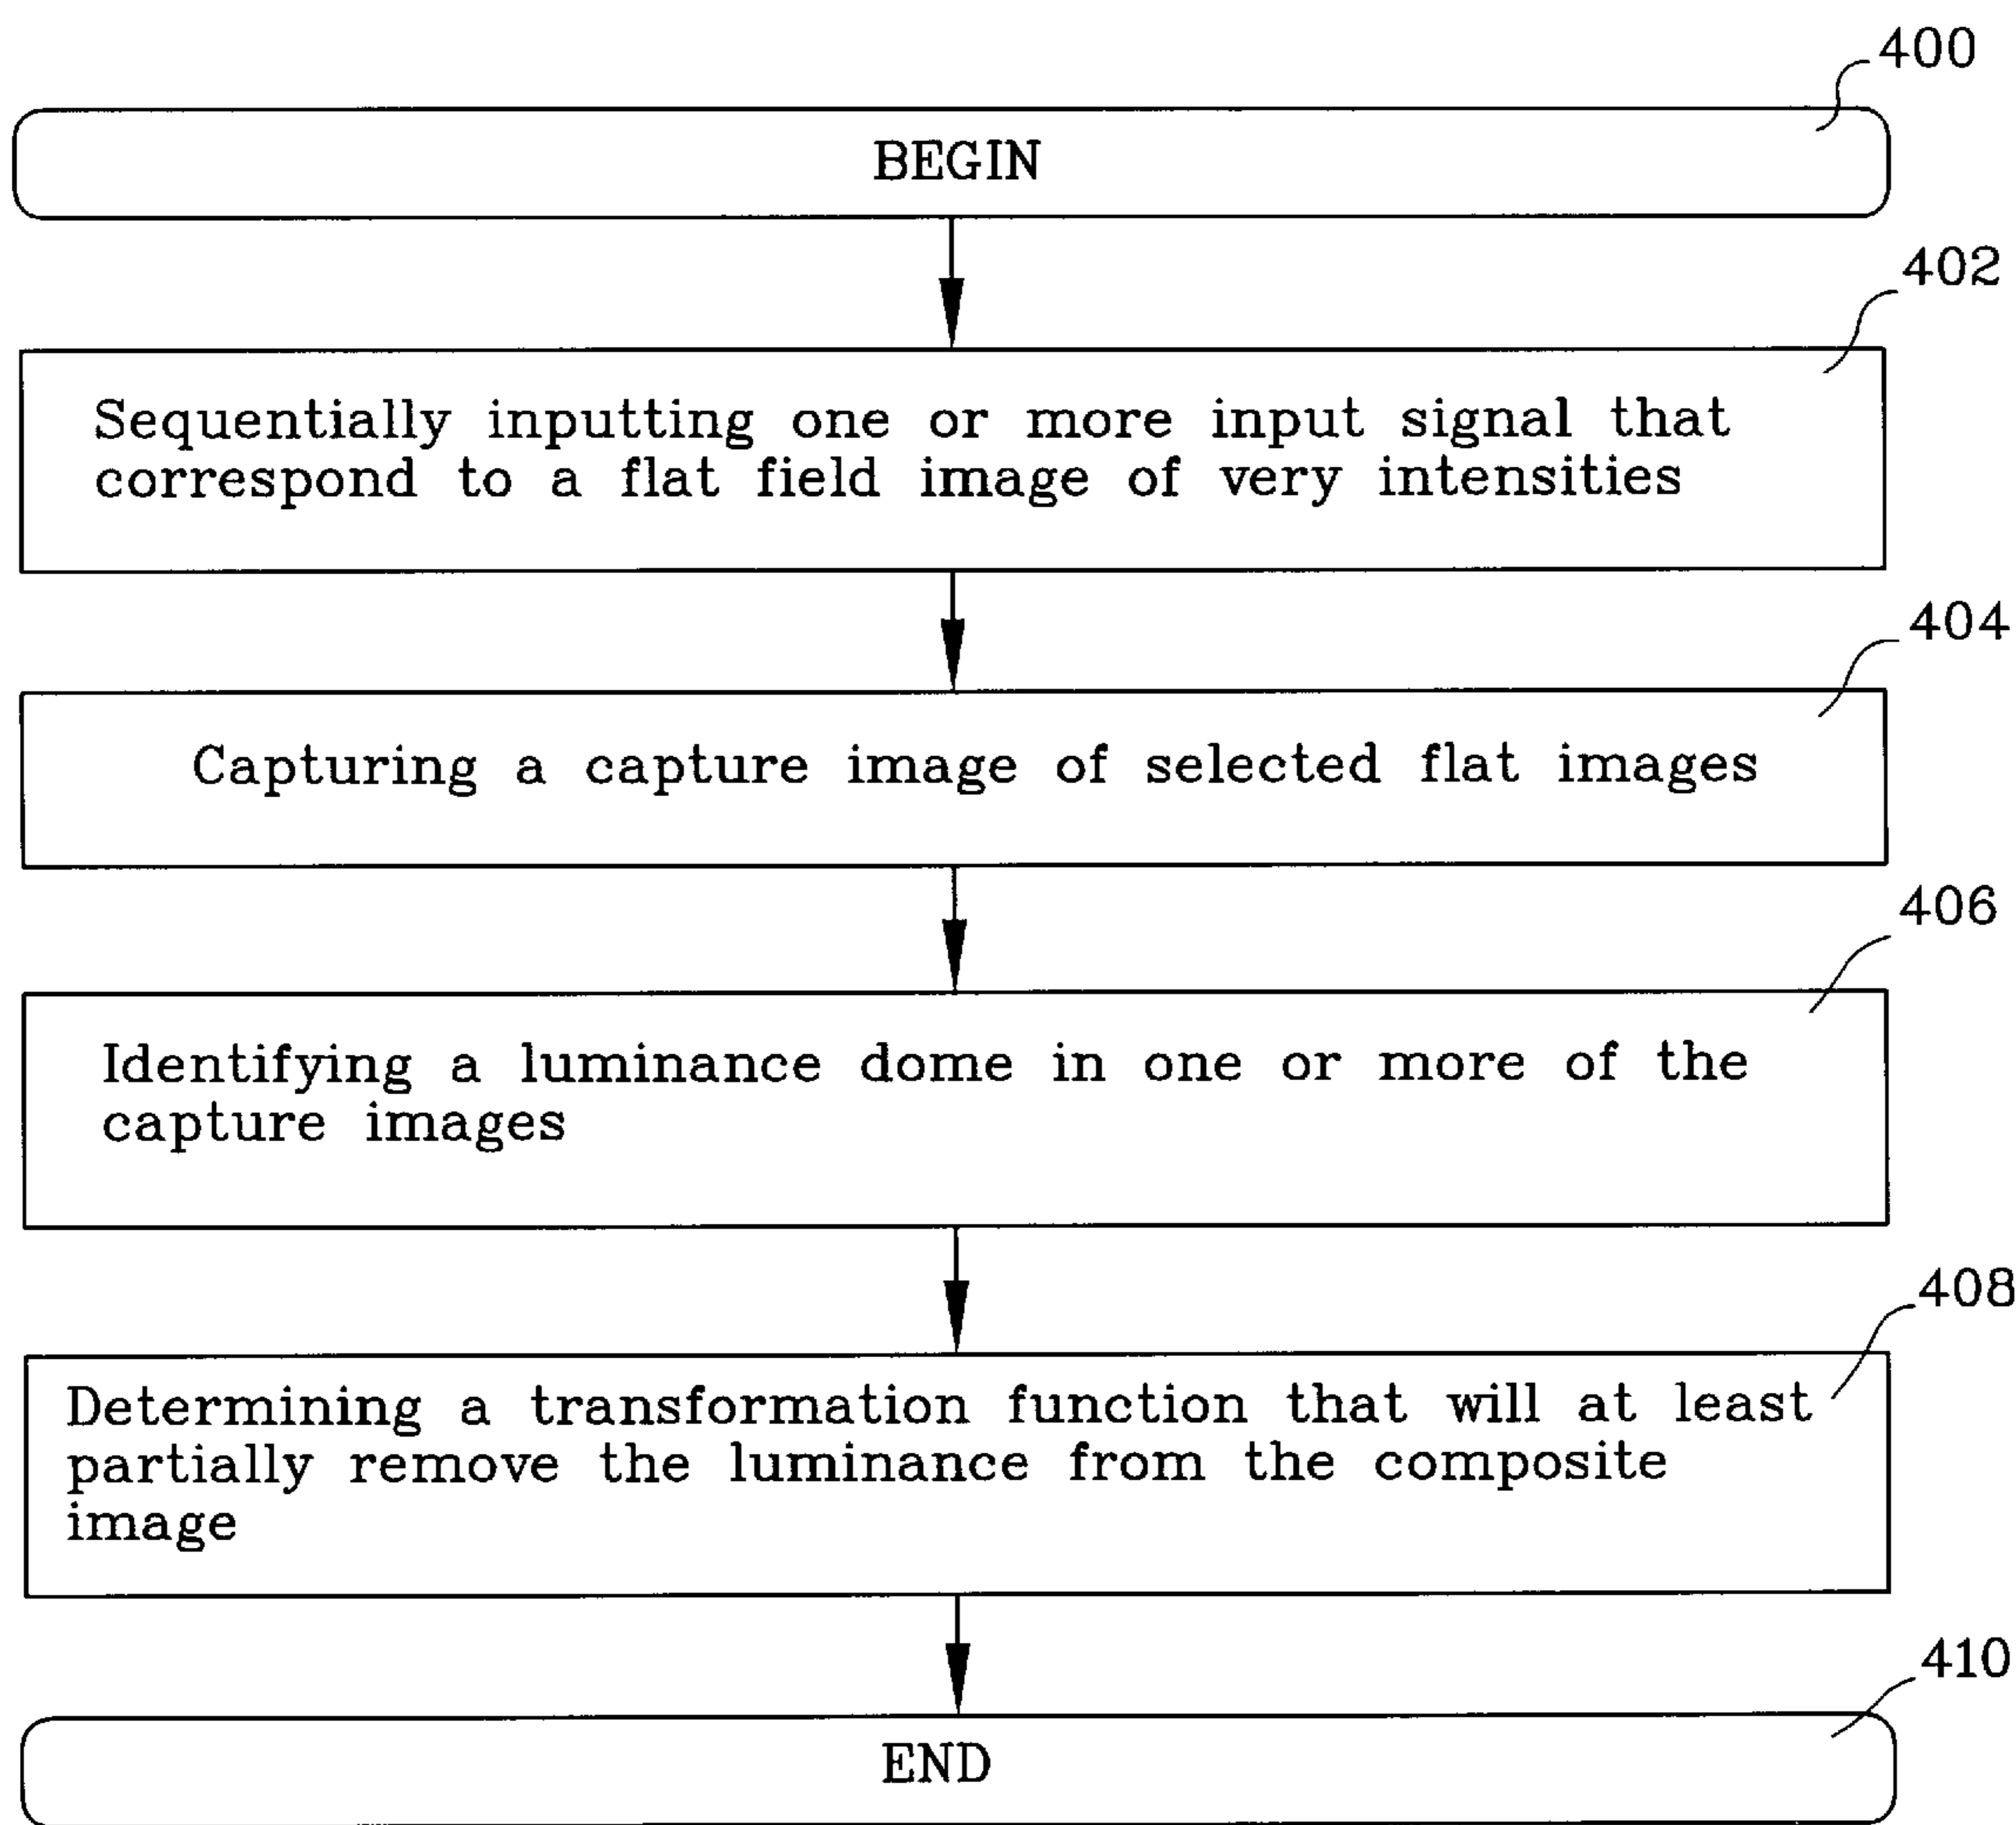 400
BEGIN
402
Sequentially inputting one or more input signal that
correspond to a flat field image of very intensities
404
Capturing a capture image of selected flat images
406
Identifying a luminance dome in one or more of the
capture images
408
Determining a transformation function that will at least
partially remove the luminance from the composite
image
410
END